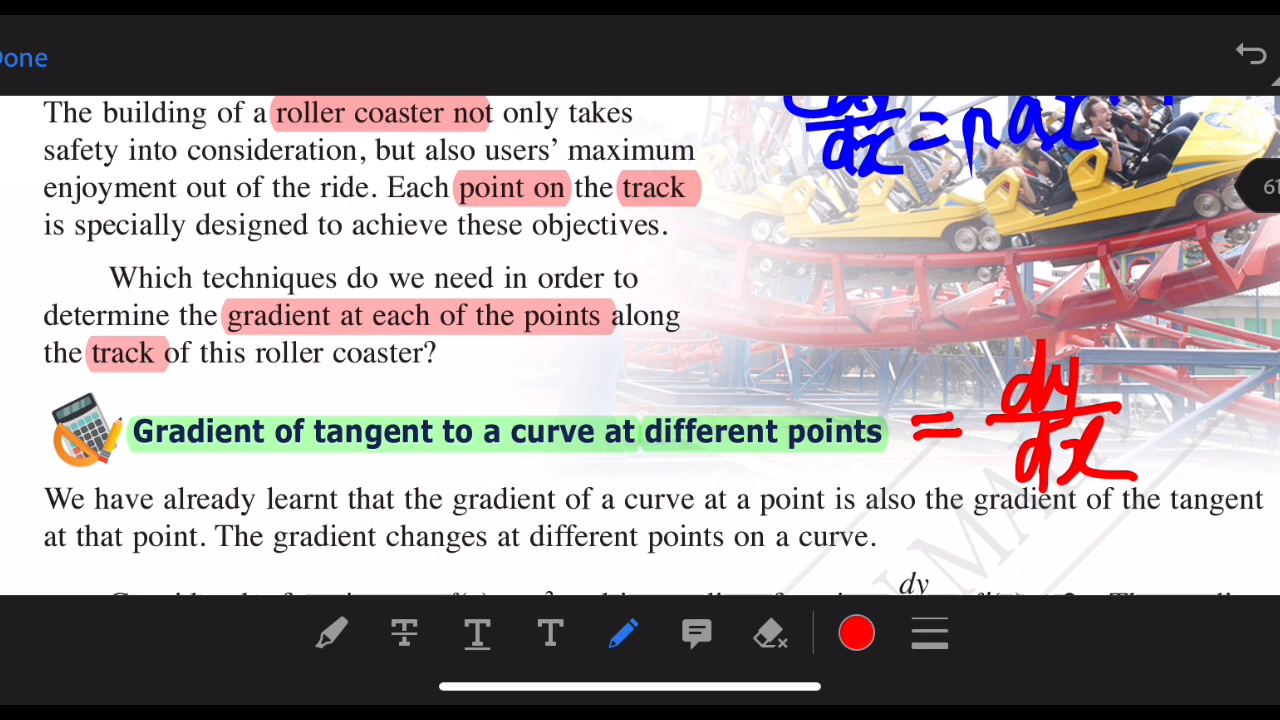 Done
The building of a roller coaster not only takes
safety into consideration, but also users’ maximum
enjoyment out of the ride. Each point on the track
is specially designed to achieve these objectives.
Which techniques do we need in order to
determine the gradient at each of the points along
the track of this roller coaster?
dy/dx = n ax
61
Gradient of tangent to a curve at different points = dy/dx
We have already learnt that the gradient of a curve at a point is also the gradient of the tangent
at that point. The gradient changes at different points on a curve.
dy
T T T